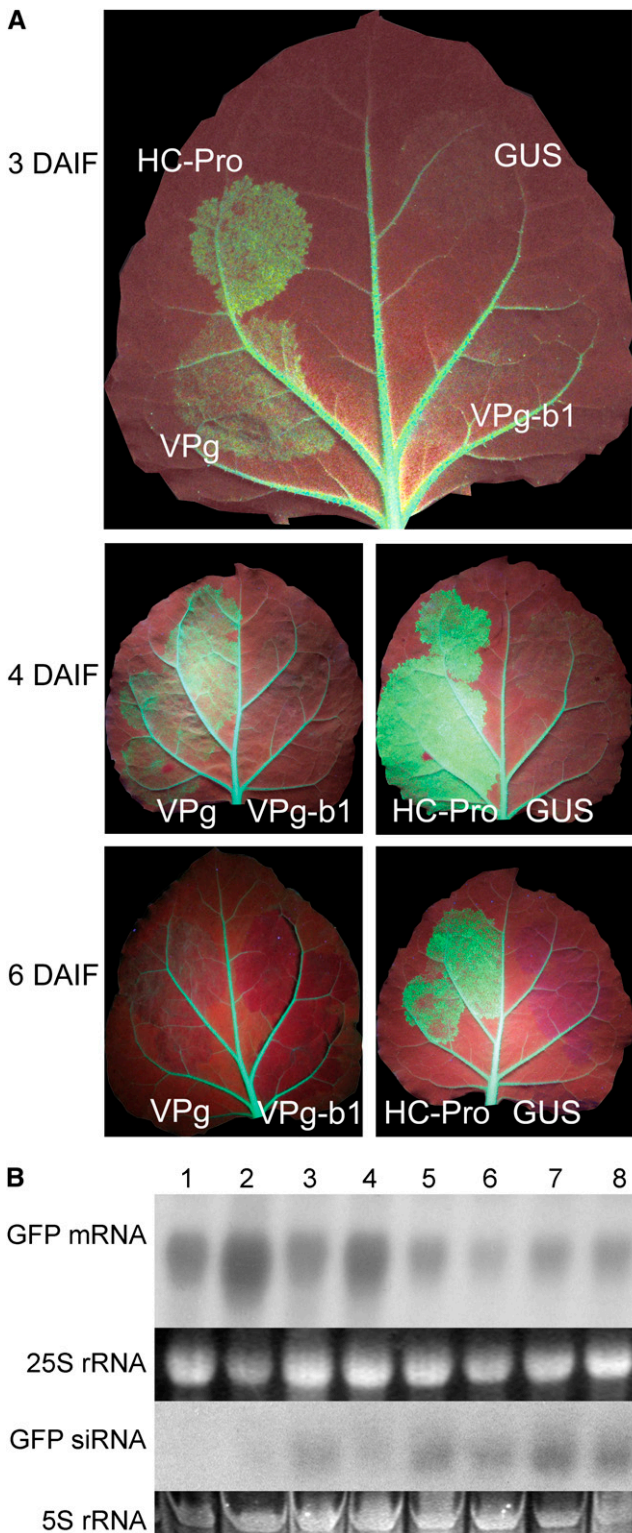 A
3 DAIF
HC-Pro GUS
VPg VPg-b1
4 DAIF
VPg VPg-b1 HC-Pro GUS
6 DAIF
VPg VPg-b1 HC-Pro GUS
B
1 2 3 4 5 6 7 8
GFP mRNA
25S rRNA
GFP siRNA
5S rRNA